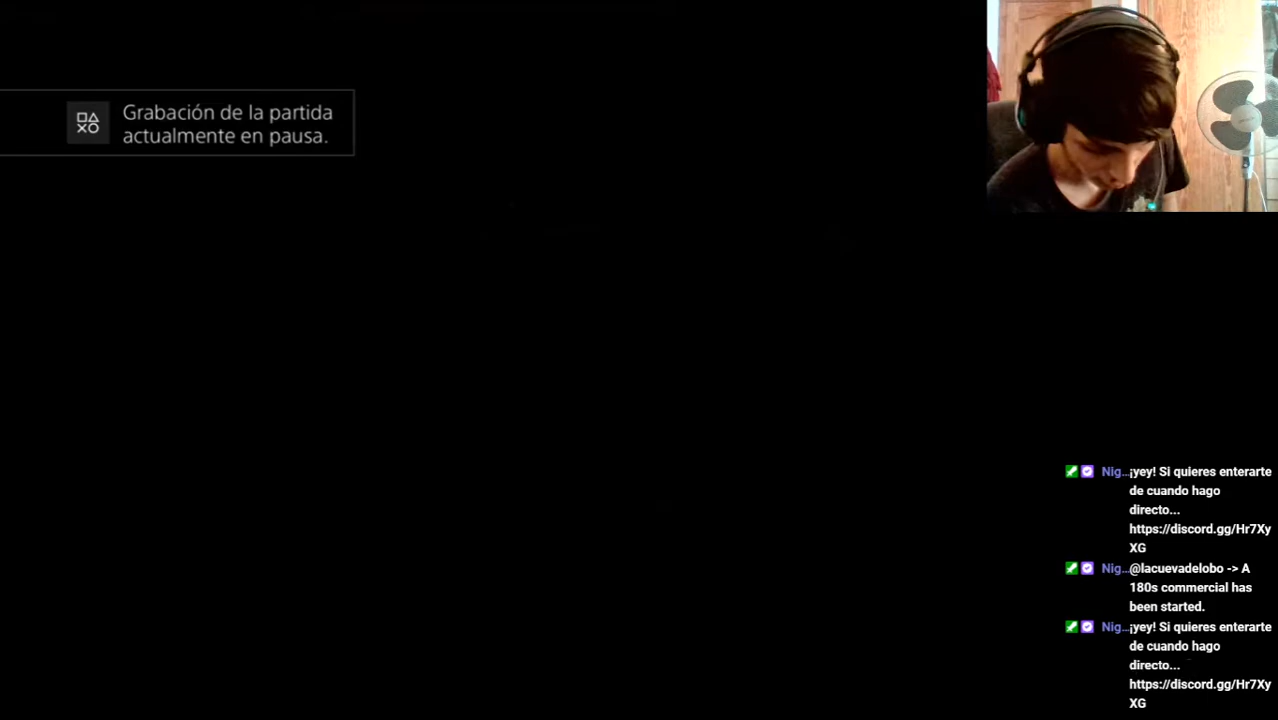 Grabación de la partida
actualmente en pausa.
Nig...¡yey! Si quieres enterarte
de cuando hago
directo...
https://discord.gg/Hr7Xy
XG
Nig...@lacuevadelobo -> A
180s commercial has
been started.
Nig...¡yey! Si quieres enterarte
de cuando hago
directo...
https://discord.gg/Hr7Xy
XG